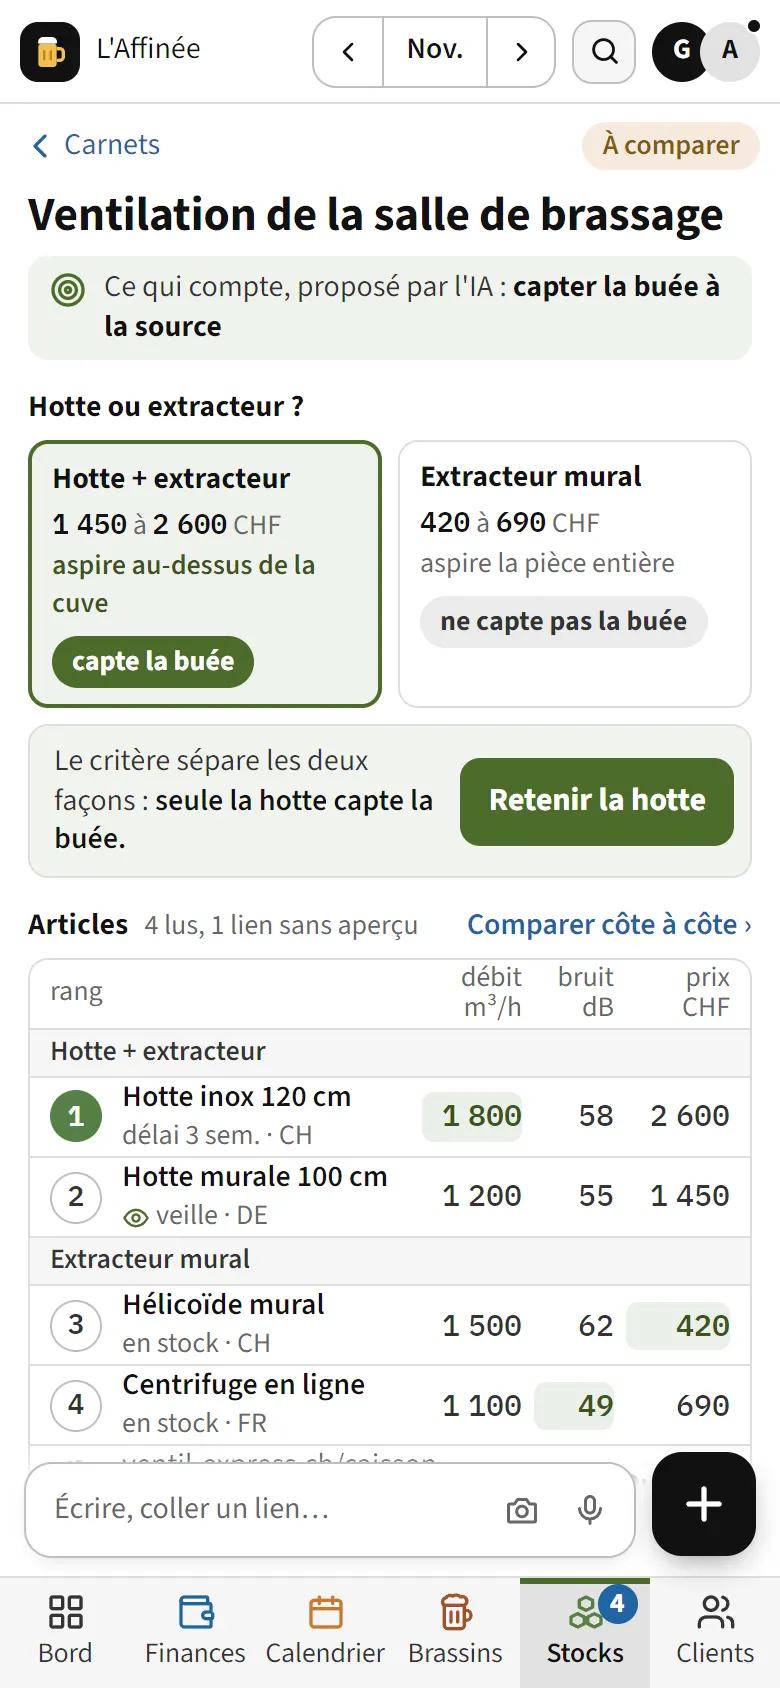 L'Affinée
Nov.
G
A
Carnets
À comparer
Ventilation de la salle de brassage
Ce qui compte, proposé par l'IA : capter la buée à
la source
Hotte ou extracteur ?
Hotte + extracteur
1 450 à 2 600 CHF
aspire au-dessus de la
cuve
capte la buée
Extracteur mural
420 à 690 CHF
aspire la pièce entière
ne capte pas la buée
Le critère sépare les deux
façons : seule la hotte capte la
buée.
Retenir la hotte
Articles 4 lus, 1 lien sans aperçu
Comparer côte à côte ›
rang débit bruit prix
m³/h dB CHF
Hotte + extracteur
1 Hotte inox 120 cm 1 800 58 2 600
délai 3 sem. · CH
2 Hotte murale 100 cm 1 200 55 1 450
veille · DE
Extracteur mural
3 Hélicoïde mural 1 500 62 420
en stock · CH
4 Centrifuge en ligne 1 100 49 690
en stock · FR
Écrire, coller un lien…
Bord
Finances
Calendrier
Brassins
4
Stocks
Clients